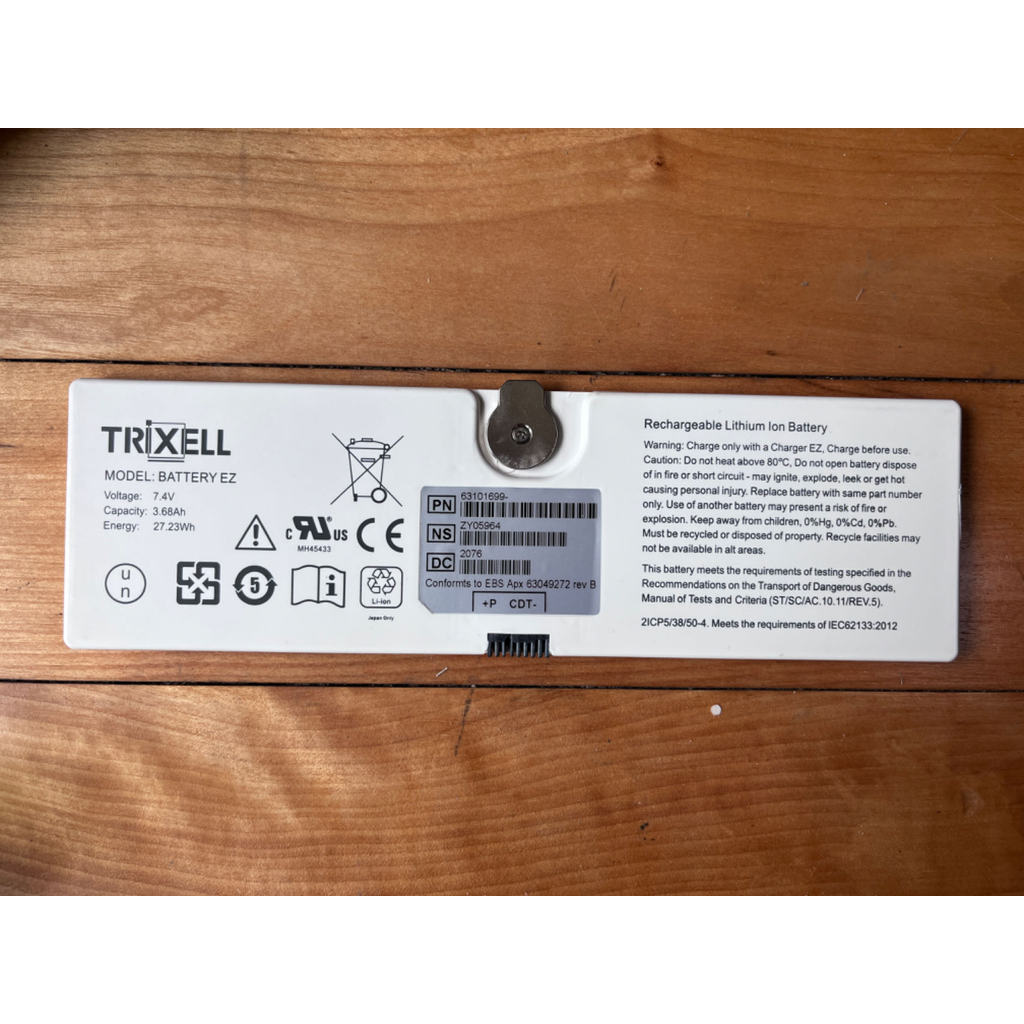 TRIXELL
MODEL: BATTERY EZ
Voltage: 7.4V
Capacity: 3.68Ah
Energy: 27.23Wh
c RU US
MH45433
CE
un
5
i
Li-ion
Japan Only
PN 63101699-
NS ZY05964
DC 2076
Conformts to EBS Apx 63049272 rev B
+P CDT-
Rechargeable Lithium Ion Battery
Warning: Charge only with a Charger EZ, Charge before use.
Caution: Do not heat above 80ºC, Do not open battery dispose
of in fire or short circuit - may ignite, explode, leek or get hot
causing personal injury. Replace battery with same part number
only. Use of another battery may present a risk of fire or
explosion. Keep away from children, 0%Hg, 0%Cd, 0%Pb.
Must be recycled or disposed of property. Recycle facilities may
not be available in alt areas.
This battery meets the requirements of testing specified in the
Recommendations on the Transport of Dangerous Goods,
Manual of Tests and Criteria (ST/SC/AC.10.11/REV.5).
2ICP5/38/50-4. Meets the requirements of IEC62133:2012